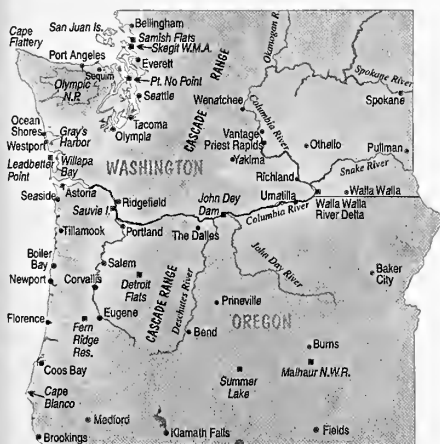 San Juan Is.
Bellingham
Cape
Flattery
Samish Flats
Skagit W.M.A.
Port Angeles
Everett
Sequim
Olympic
N.P.
Pt. No Point
Seattle
CASCADE RANGE
Okanogan R.
Spokane River
Spokane
Wenatchee
Columbia River
Ocean
Shores
Gray's
Harbor
Tacoma
Olympia
Vantage
Priest Rapids
Othello
Pullman
Westport
Yakima
Leadbetter
Point
Willapa
Bay
WASHINGTON
Richland
Snake River
Astoria
Seaside
Ridgefield
Sauvie I.
John Day
Dam
Umatilla
Walla Walla
Walla Walla
River Delta
Columbia River
Tillamook
Portland
The Dalles
John Day River
Boiler
Bay
Salem
Newport
Corvallis
Detroit
Flats
CASCADE RANGE
Deschutes River
Baker
City
Prineville
Florence
Fern
Ridge
Res.
Eugene
Bend
OREGON
Burns
Malhaur N.W.R.
Coos Bay
Summer
Lake
Cape
Blanco
Medford
Klamath Falls
Fields
Brookings